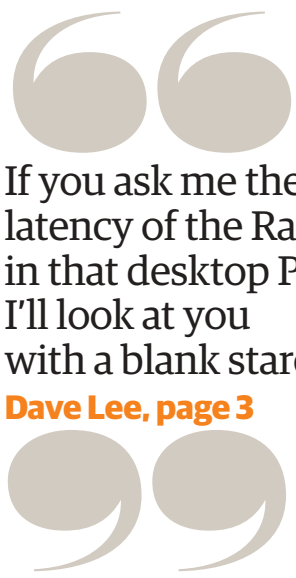 If you ask me the
latency of the Ra
in that desktop P
I'll look at you
with a blank stare
Dave Lee, page 3